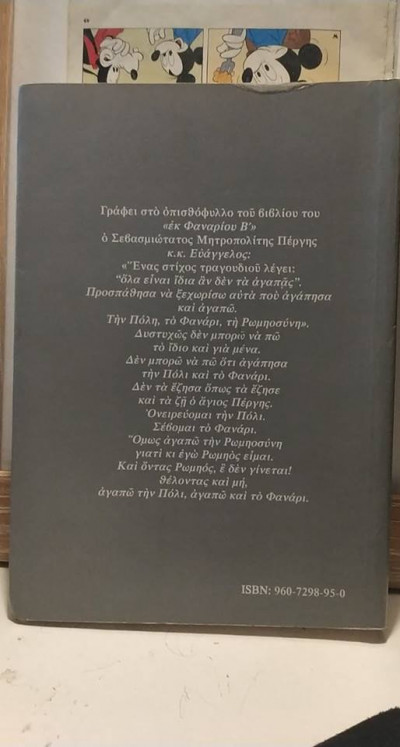 Γράφει στὸ ὀπισθόφυλλο τοῦ βιβλίου του
«ἐκ Φαναρίου Β'»
ὁ Σεβασμιώτατος Μητροπολίτης Πέργης
κ.κ. Εὐάγγελος:
«Ἕνας στίχος τραγουδιοῦ λέγει:
"ὅλα εἶναι ἴδια ἂν δὲν τὰ ἀγαπᾶς".
Προσπάθησα νὰ ξεχωρίσω αὐτὰ ποὺ ἀγάπησα
καὶ ἀγαπῶ.
Τὴν Πόλη, τὸ Φανάρι, τὴ Ρωμηοσύνη».
Δυστυχῶς δὲν μπορῶ νὰ πῶ
τὸ ἴδιο καὶ γιὰ μένα.
Δὲν μπορῶ νὰ πῶ ὅτι ἀγάπησα
τὴν Πόλι καὶ τὸ Φανάρι.
Δὲν τὰ ἔζησα ὅπως τὰ ἔζησε
καὶ τὰ ζῇ ὁ ἅγιος Πέργης.
Ὀνειρεύομαι τὴν Πόλι.
Σέβομαι τὸ Φανάρι.
Ὅμως ἀγαπῶ τὴν Ρωμηοσύνη
γιατὶ κι ἐγὼ Ρωμηὸς εἶμαι.
Καὶ ὄντας Ρωμηός, ἔ δὲν γίνεται!
θέλοντας καὶ μή,
ἀγαπῶ τὴν Πόλι, ἀγαπῶ καὶ τὸ Φανάρι.
ISBN: 960-7298-95-0